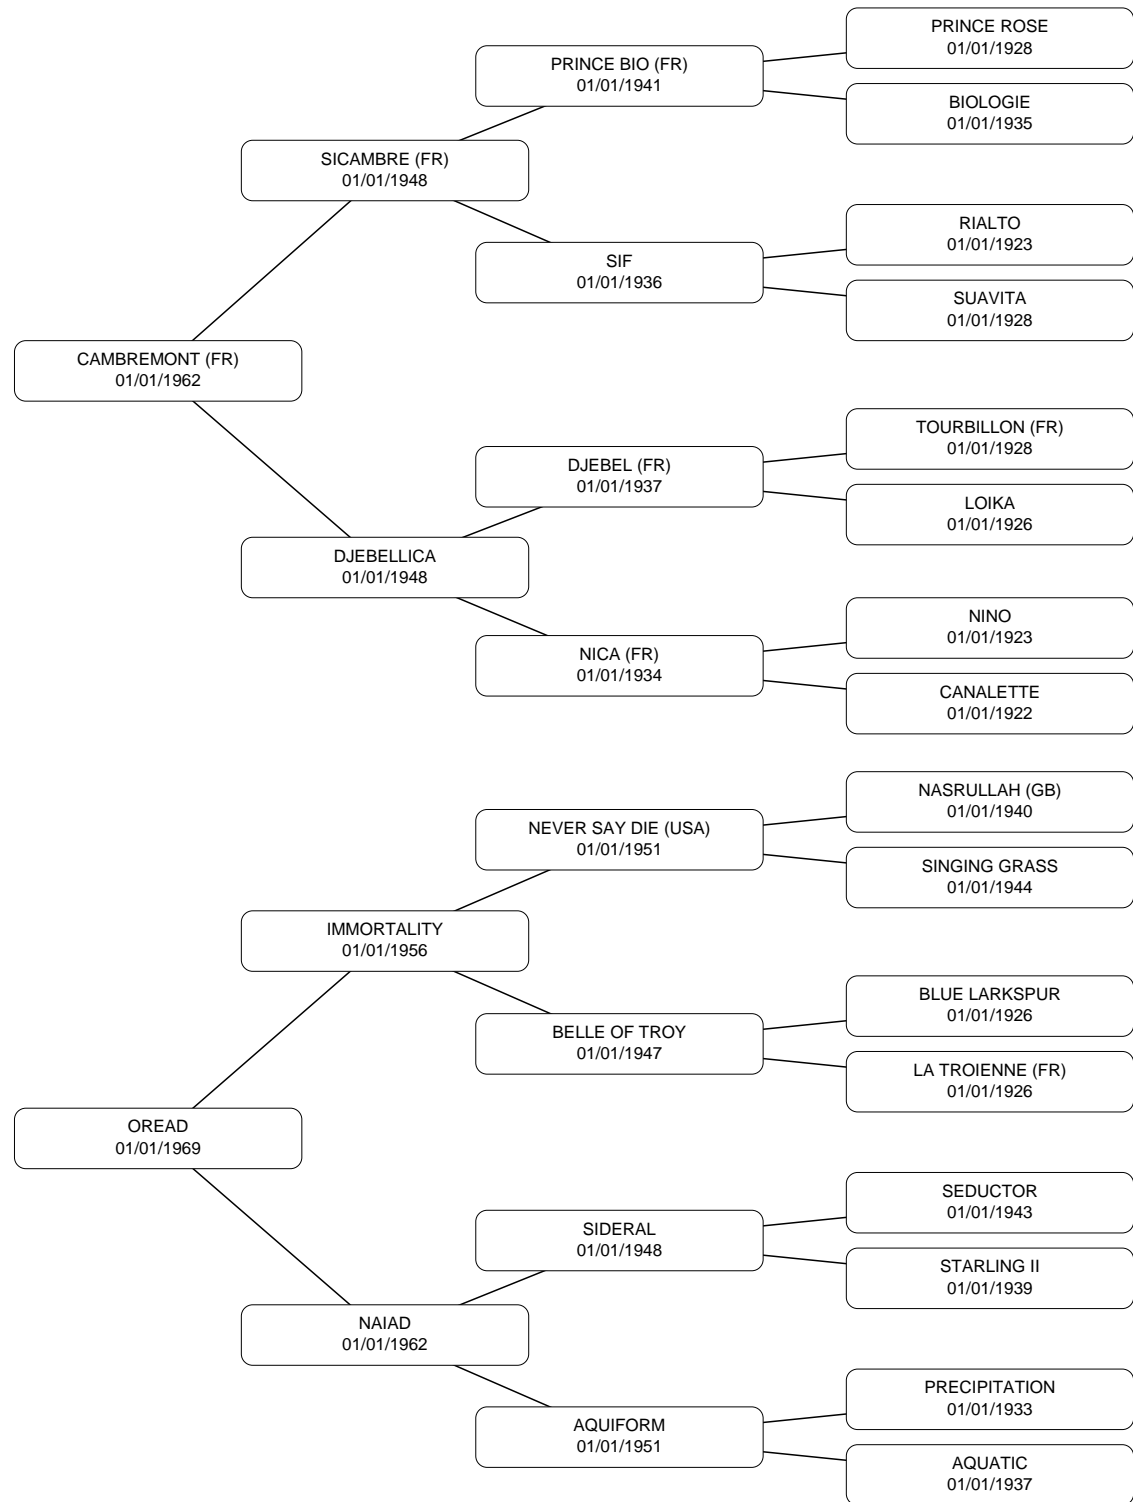 PRINCE ROSE
01/01/1928
PRINCE BIO (FR)
01/01/1941
BIOLOGIE
01/01/1935
SICAMBRE (FR)
01/01/1948
RIALTO
01/01/1923
SIF
01/01/1936
SUAVITA
01/01/1928
CAMBREMONT (FR)
01/01/1962
TOURBILLON (FR)
01/01/1928
DJEBEL (FR)
01/01/1937
LOIKA
01/01/1926
DJEBELLICA
01/01/1948
NINO
01/01/1923
NICA (FR)
01/01/1934
CANALETTE
01/01/1922
NASRULLAH (GB)
01/01/1940
NEVER SAY DIE (USA)
01/01/1951
SINGING GRASS
01/01/1944
IMMORTALITY
01/01/1956
BLUE LARKSPUR
01/01/1926
BELLE OF TROY
01/01/1947
LA TROIENNE (FR)
01/01/1926
OREAD
01/01/1969
SEDUCTOR
01/01/1943
SIDERAL
01/01/1948
STARLING II
01/01/1939
NAIAD
01/01/1962
PRECIPITATION
01/01/1933
AQUIFORM
01/01/1951
AQUATIC
01/01/1937